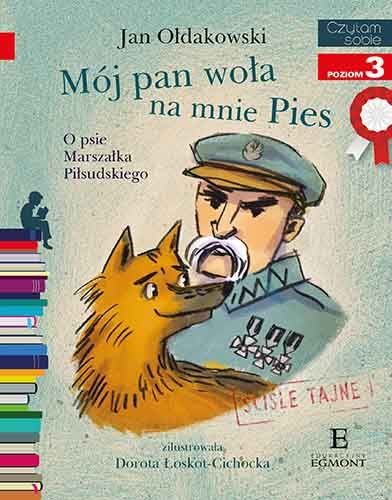 Jan Ołdakowski
Czytam
sobie
POZIOM 3
Mój pan woła
na mnie Pies
O psie
Marszałka
Piłsudskiego
ŚCIŚLE TAJNE
zilustrowała
Dorota Łoskot-Cichocka
E
EDUKACYJNY
EGMONT